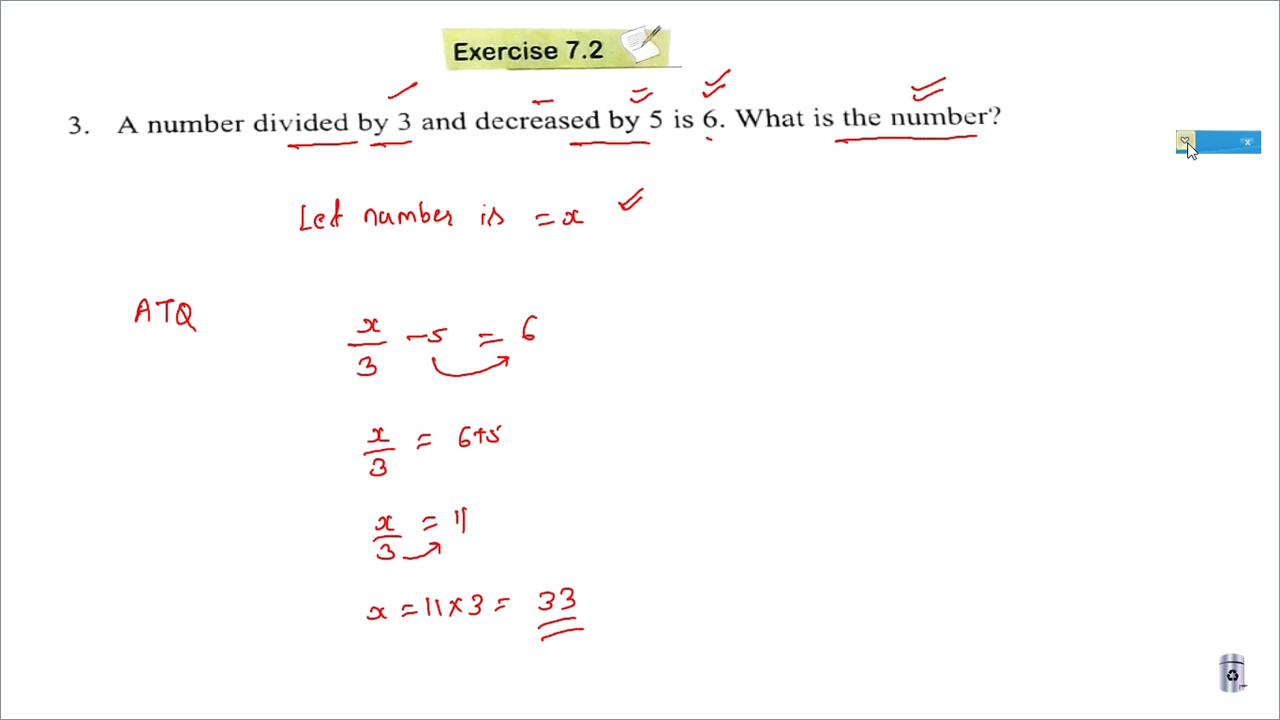 Exercise 7.2
3. A number divided by 3 and decreased by 5 is 6. What is the number?
Let number is = x
ATQ
x/3 - 5 = 6
x/3 = 6+5
x/3 = 11
x = 11 × 3 = 33